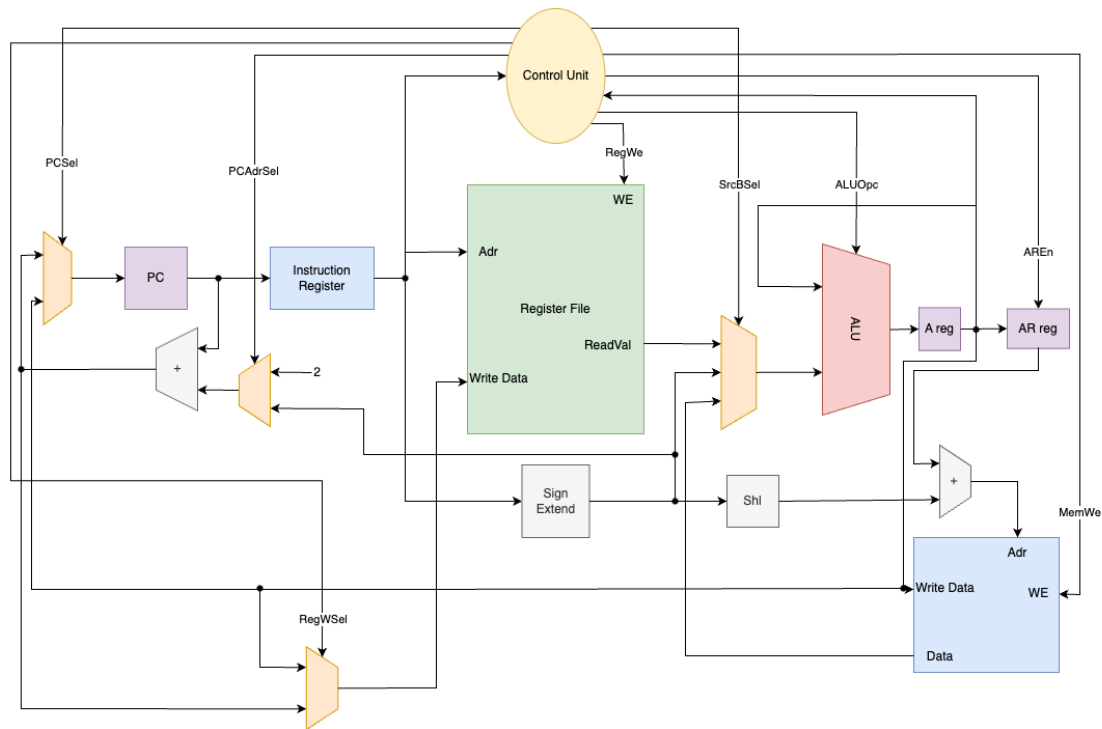 Control Unit
PCSel
PCAdrSel
RegWe
SrcBSel
ALUOpc
AREn
WE
Adr
PC
Instruction
Register
Register File
ReadVal
Write Data
ALU
A reg
AR reg
+
2
Sign
Extend
Shl
+
MemWe
Adr
Write Data
WE
RegWSel
Data